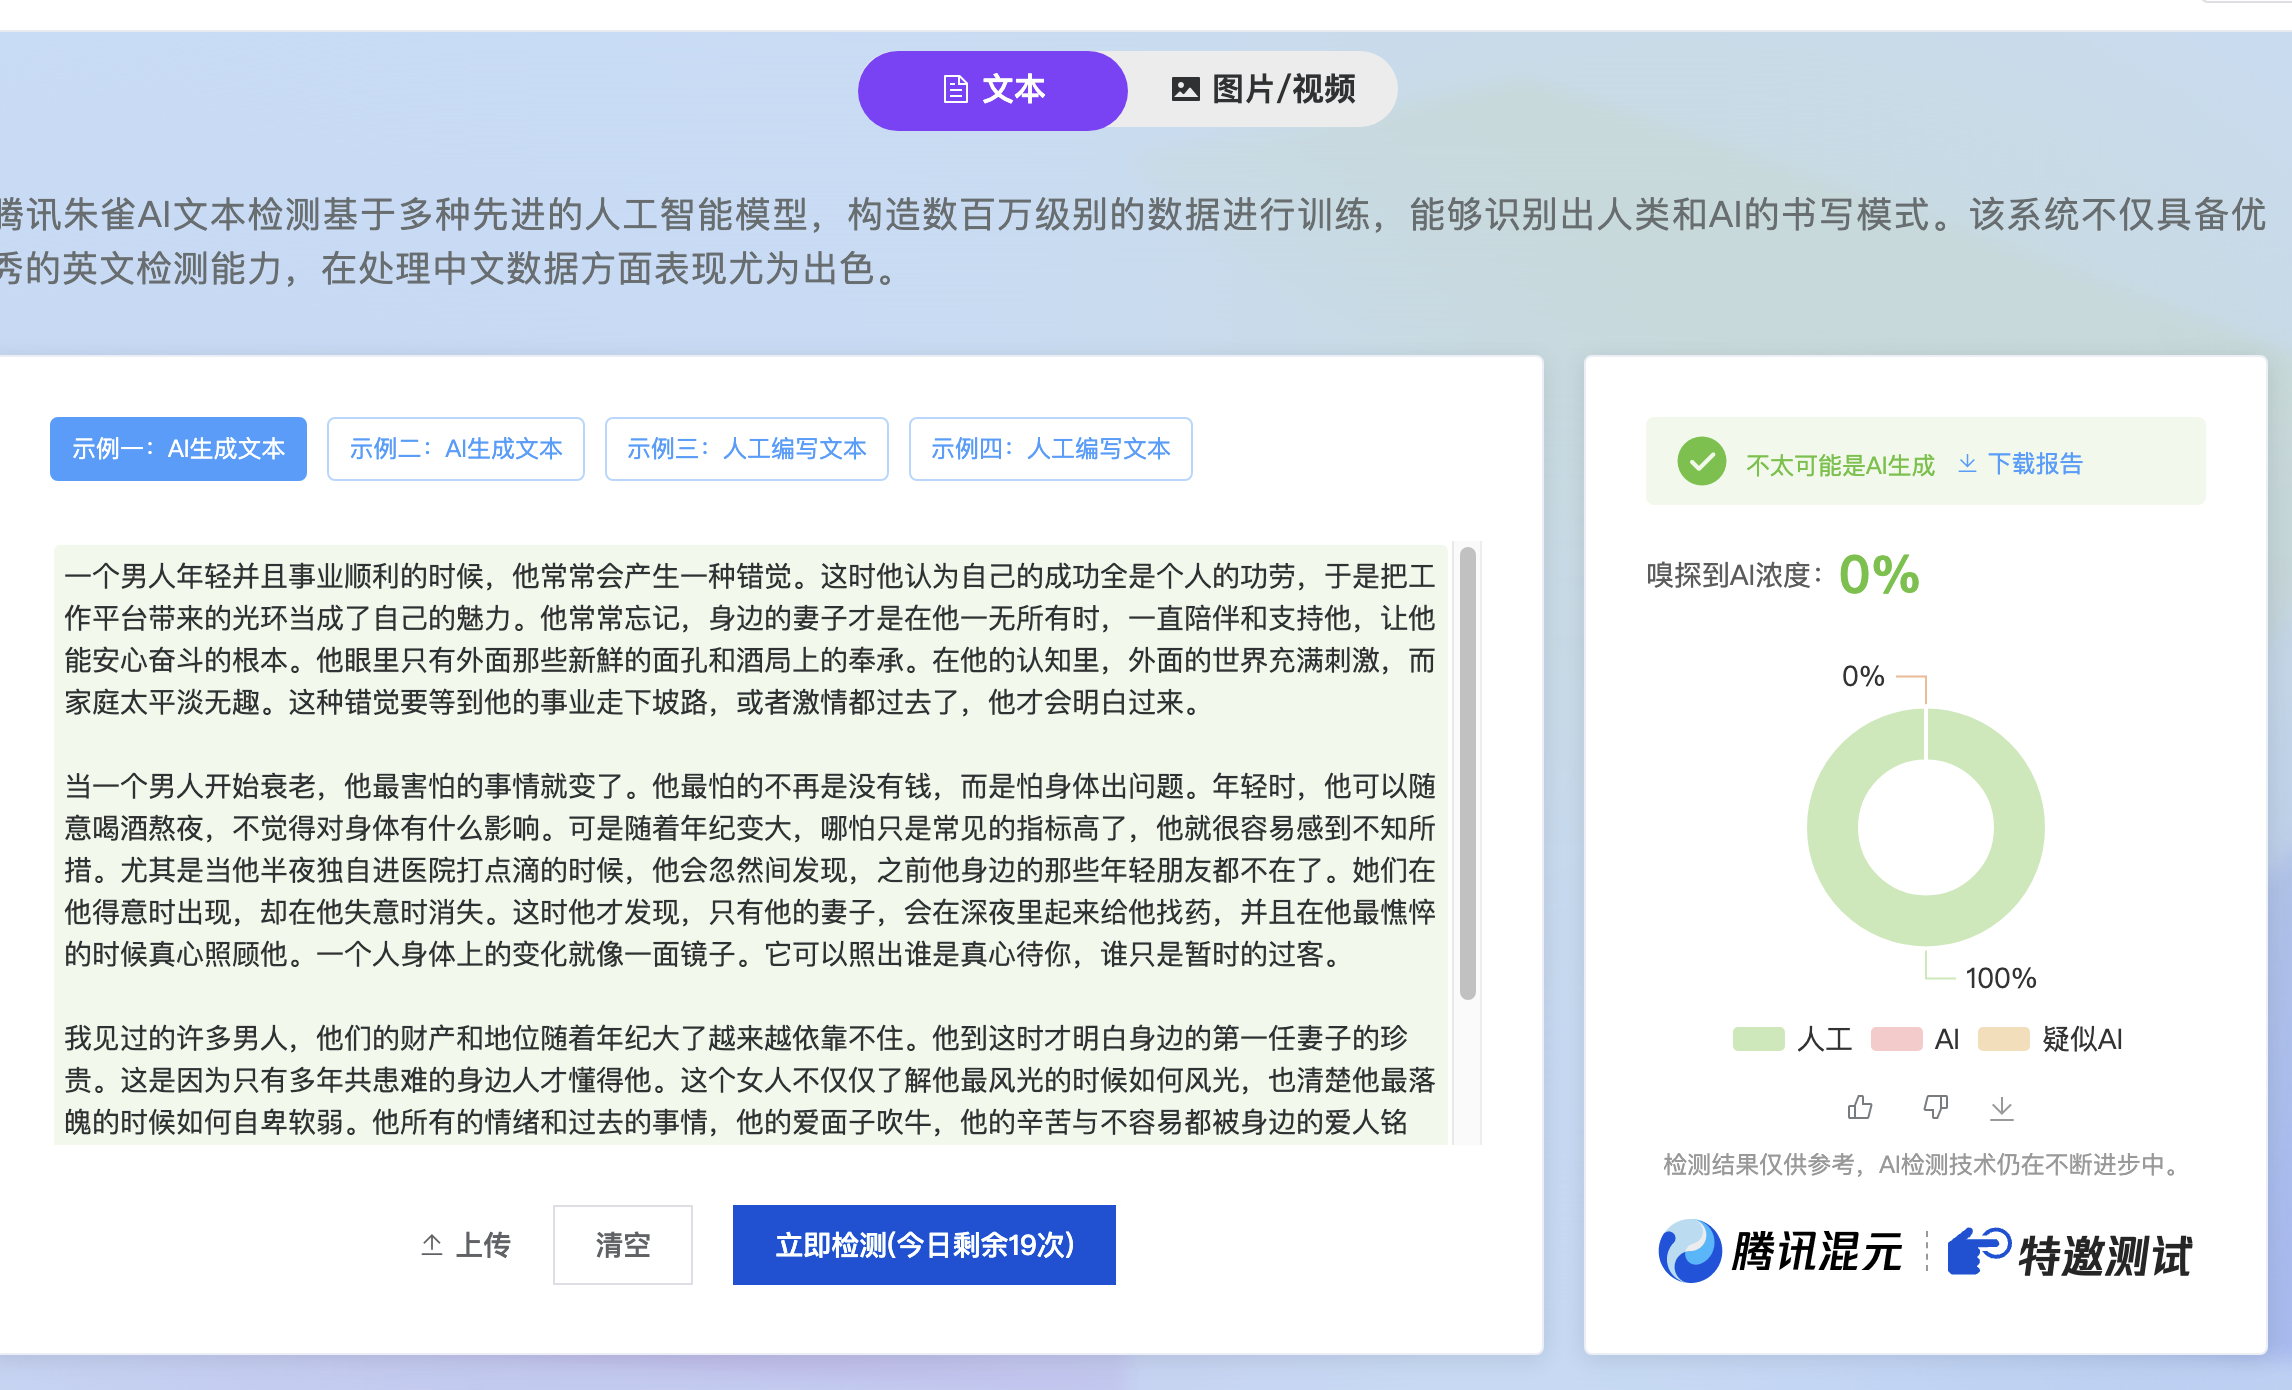 文本
图片/视频
腾讯朱雀AI文本检测基于多种先进的人工智能模型，构造数百万级别的数据进行训练，能够识别出人类和AI的书写模式。该系统不仅具备优
秀的英文检测能力，在处理中文数据方面表现尤为出色。
示例一：AI生成文本
示例二：AI生成文本
示例三：人工编写文本
示例四：人工编写文本
一个男人年轻并且事业顺利的时候，他常常会产生一种错觉。这时他认为自己的成功全是个人的功劳，于是把工
作平台带来的光环当成了自己的魅力。他常常忘记，身边的妻子才是在他一无所有时，一直陪伴和支持他，让他
能安心奋斗的根本。他眼里只有外面那些新鲜的面孔和酒局上的奉承。在他的认知里，外面的世界充满刺激，而
家庭太平淡无趣。这种错觉要等到他的事业走下坡路，或者激情都过去了，他才会明白过来。
当一个男人开始衰老，他最害怕的事情就变了。他最怕的不再是没有钱，而是怕身体出问题。年轻时，他可以随
意喝酒熬夜，不觉得对身体有什么影响。可是随着年纪变大，哪怕只是常见的指标高了，他就很容易感到不知所
措。尤其是当他半夜独自进医院打点滴的时候，他会忽然间发现，之前他身边的那些年轻朋友都不在了。她们在
他得意时出现，却在他失意时消失。这时他才发现，只有他的妻子，会在深夜里起来给他找药，并且在他最憔悴
的时候真心照顾他。一个人身体上的变化就像一面镜子。它可以照出谁是真心待你，谁只是暂时的过客。
我见过的许多男人，他们的财产和地位随着年纪大了越来越依靠不住。他到这时才明白身边的第一任妻子的珍
贵。这是因为只有多年共患难的身边人才懂得他。这个女人不仅仅了解他最风光的时候如何风光，也清楚他最落
魄的时候如何自卑软弱。他所有的情绪和过去的事情，他的爱面子吹牛，他的辛苦与不容易都被身边的爱人铭
上传
清空
立即检测(今日剩余19次)
不太可能是AI生成
下载报告
嗅探到AI浓度：0%
0%
100%
人工
AI
疑似AI
检测结果仅供参考，AI检测技术仍在不断进步中。
腾讯混元
特邀测试